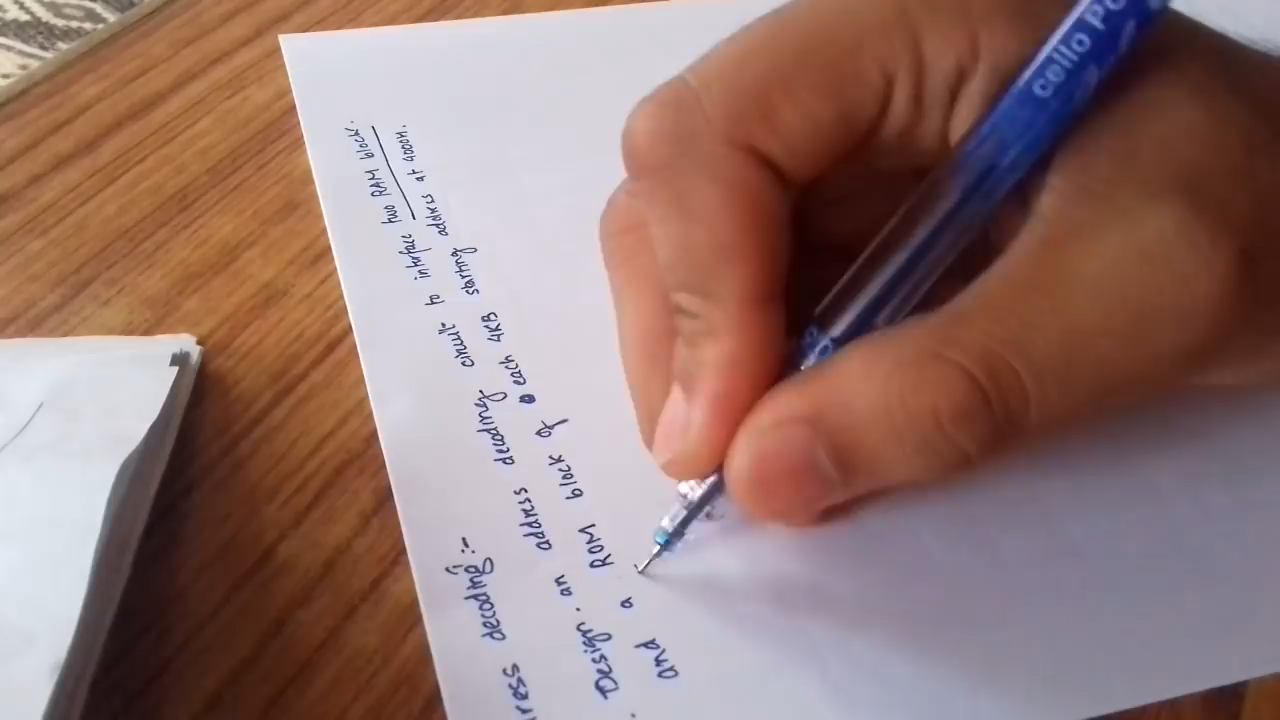 ress decoding:-
. Design. an address decoding circuit to interface two RAM block.
and a ROM block of each 4KB starting address at 4000H.
cello Po